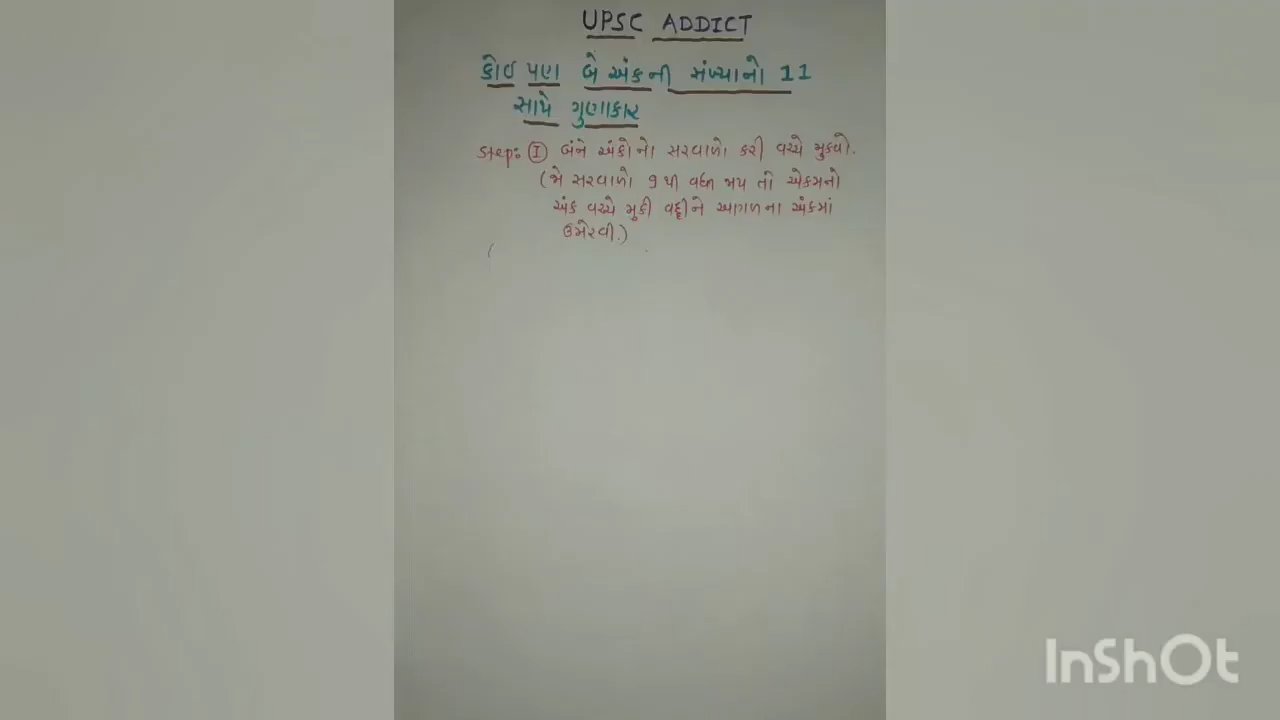 UPSC ADDICT
કોઇ પણ બે અંકની સંખ્યાનો 11
સાથે ગુણાકાર
Step: I બંને અંકોનો સરવાળો કરી વચ્ચે મુકવો.
(જો સરવાળો 9 થી વધી જાય તો એકમનો
અંક વચ્ચે મુકી વદ્દીને આગળના અંકમાં
ઉમેરવી.)
InShOt